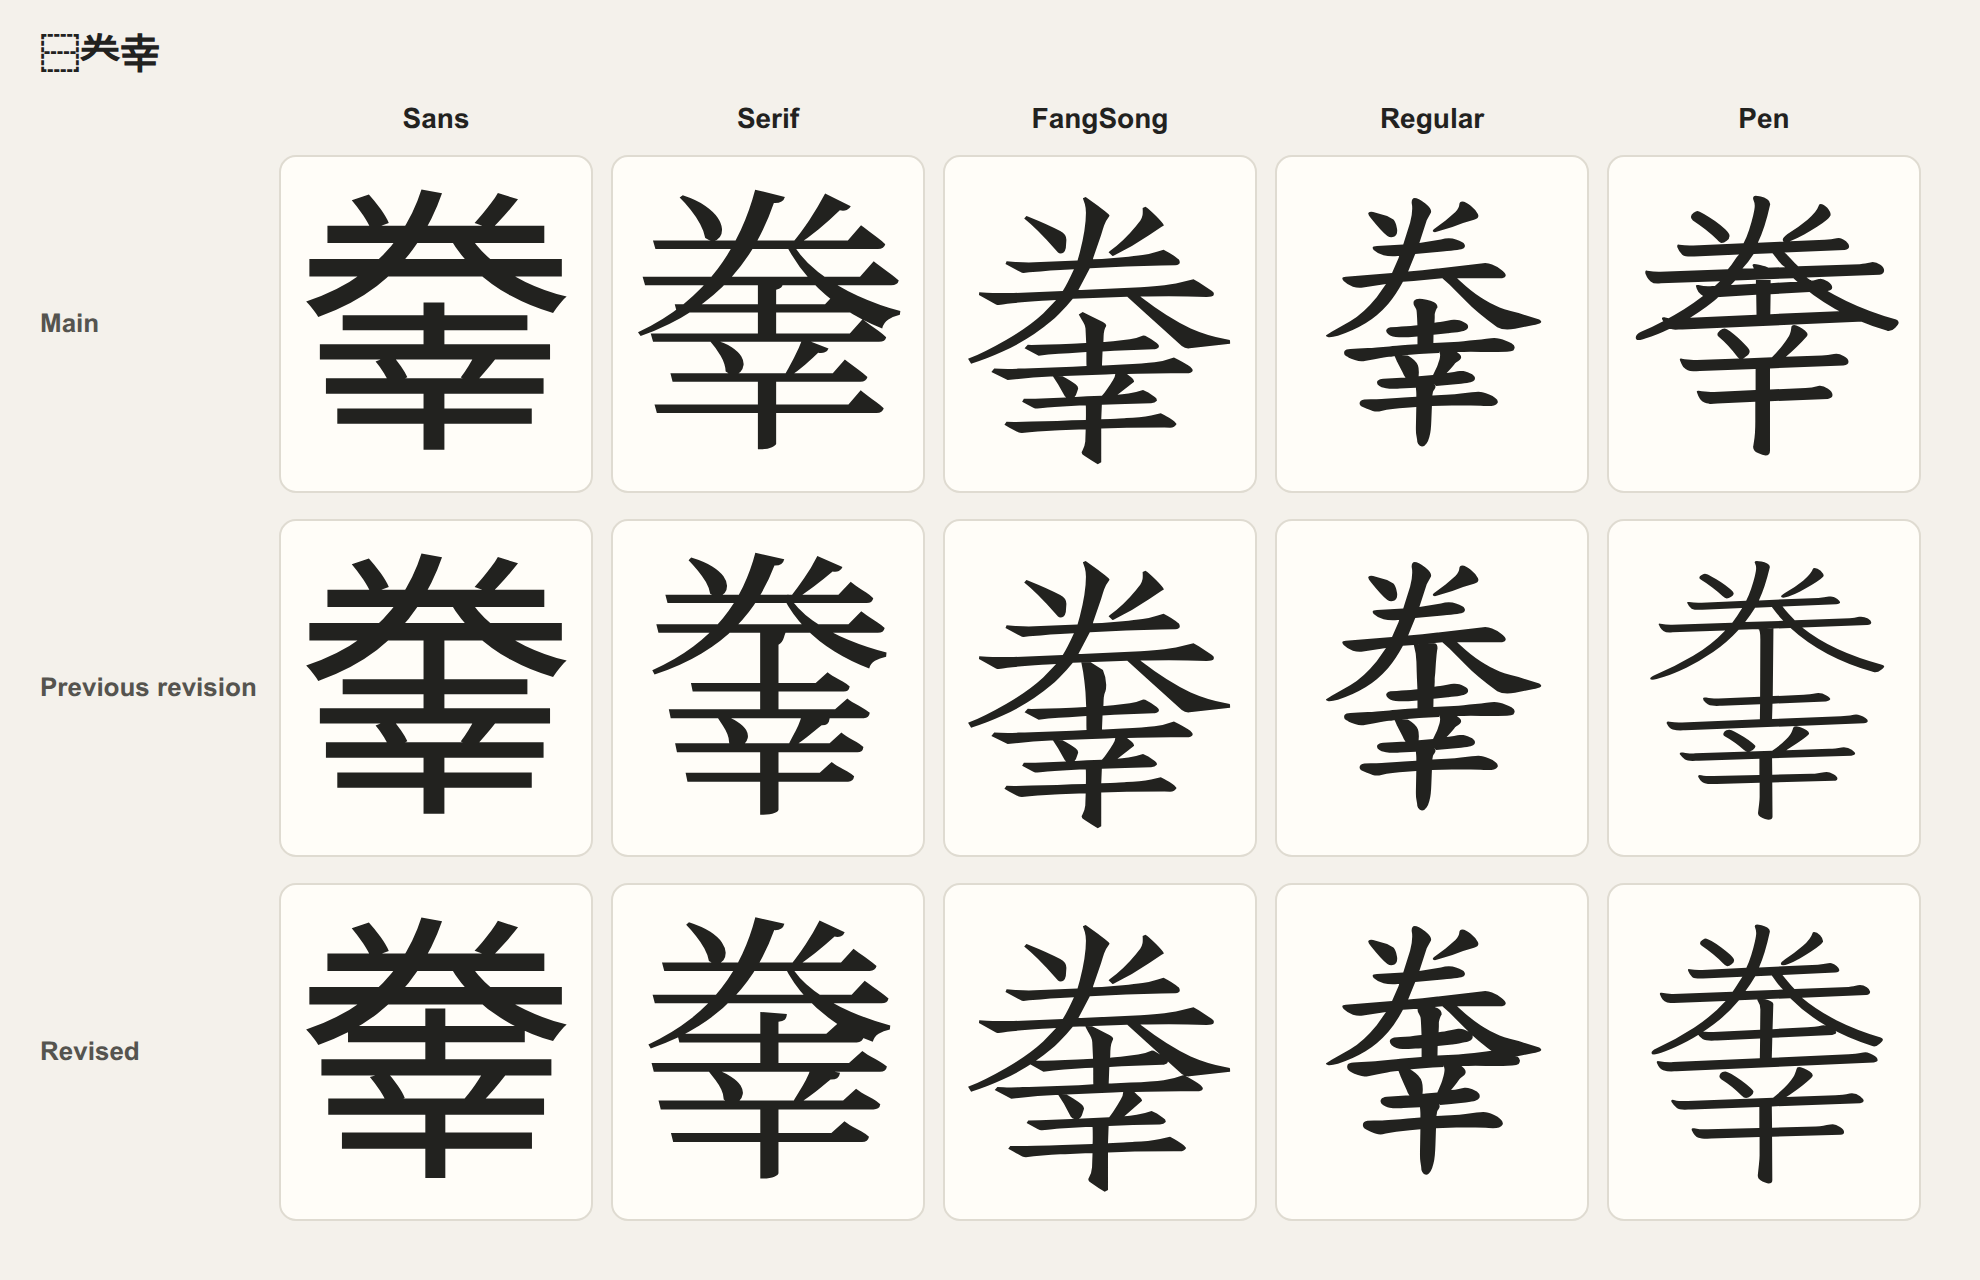 ⿱龹幸
Sans Serif FangSong Regular Pen
Main
Previous revision
Revised